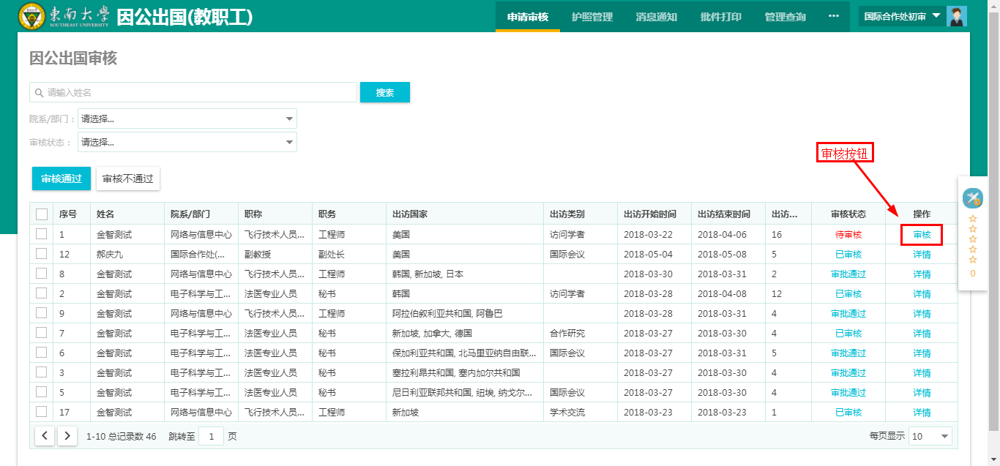 東南大學 因公出国(教职工) 申请审核 护照管理 消息通知 批件打印 管理查询 ··· 国际合作处初审
SOUTHEAST UNIVERSITY
因公出国审核
请输入姓名 搜索
院系/部门： 请选择...
审核状态： 请选择...
审核按钮
审核通过 审核不通过
序号 姓名 院系/部门 职称 职务 出访国家 出访类别 出访开始时间 出访结束时间 出访... 审核状态 操作
1 金智测试 网络与信息中心 飞行技术人员... 工程师 美国 访问学者 2018-03-22 2018-04-06 16 待审核 审核
12 郝庆九 国际合作处(... 副教授 副处长 美国 国际会议 2018-05-04 2018-05-08 5 已审核 详情
8 金智测试 网络与信息中心 飞行技术人员... 工程师 韩国, 新加坡, 日本 2018-03-30 2018-03-31 2 审批通过 详情
2 金智测试 电子科学与工... 法医专业人员 秘书 韩国 访问学者 2018-03-28 2018-04-08 12 已审核 详情
9 金智测试 网络与信息中心 飞行技术人员... 工程师 阿拉伯叙利亚共和国, 阿鲁巴 2018-03-28 2018-03-31 4 审批通过 详情
7 金智测试 电子科学与工... 法医专业人员 秘书 新加坡, 加拿大, 德国 合作研究 2018-03-27 2018-03-30 4 已审核 详情
6 金智测试 电子科学与工... 法医专业人员 秘书 保加利亚共和国, 北马里亚纳自由联... 国际会议 2018-03-27 2018-03-31 5 审批通过 详情
3 金智测试 电子科学与工... 法医专业人员 秘书 塞拉利昂共和国, 塞内加尔共和国 2018-03-27 2018-03-30 4 审批通过 详情
5 金智测试 电子科学与工... 法医专业人员 秘书 尼日利亚联邦共和国, 纽埃, 纳戈尔... 国际会议 2018-03-27 2018-03-30 4 审批通过 详情
17 金智测试 网络与信息中心 飞行技术人员... 工程师 新加坡 学术交流 2018-03-23 2018-03-23 1 已审核 详情
0
1-10 总记录数 46 跳转至 1 页 每页显示 10